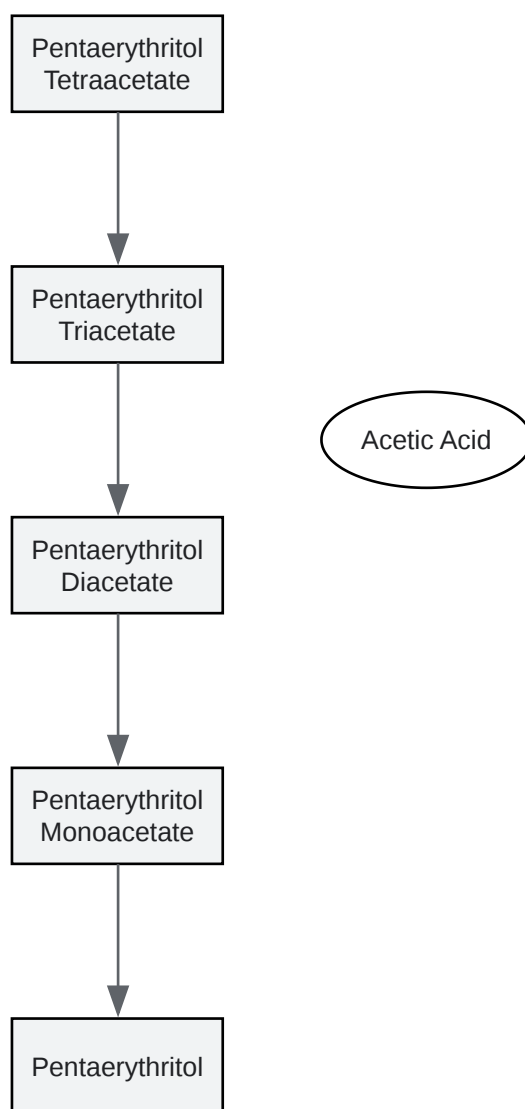 Pentaerythritol
Tetraacetate
Pentaerythritol
Triacetate
Acetic Acid
Pentaerythritol
Diacetate
Pentaerythritol
Monoacetate
Pentaerythritol